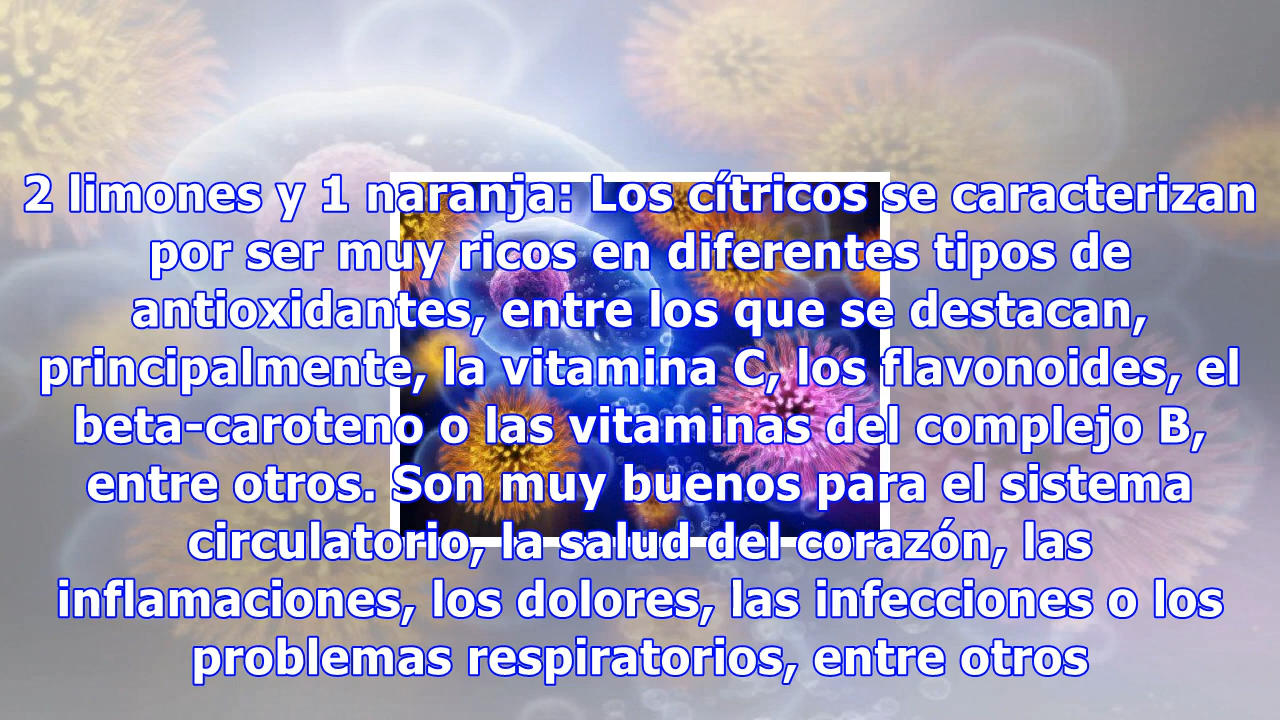 2 limones y 1 naranja: Los cítricos se caracterizan
por ser muy ricos en diferentes tipos de
antioxidantes, entre los que se destacan,
principalmente, la vitamina C, los flavonoides, el
beta-caroteno o las vitaminas del complejo B,
entre otros. Son muy buenos para el sistema
circulatorio, la salud del corazón, las
inflamaciones, los dolores, las infecciones o los
problemas respiratorios, entre otros